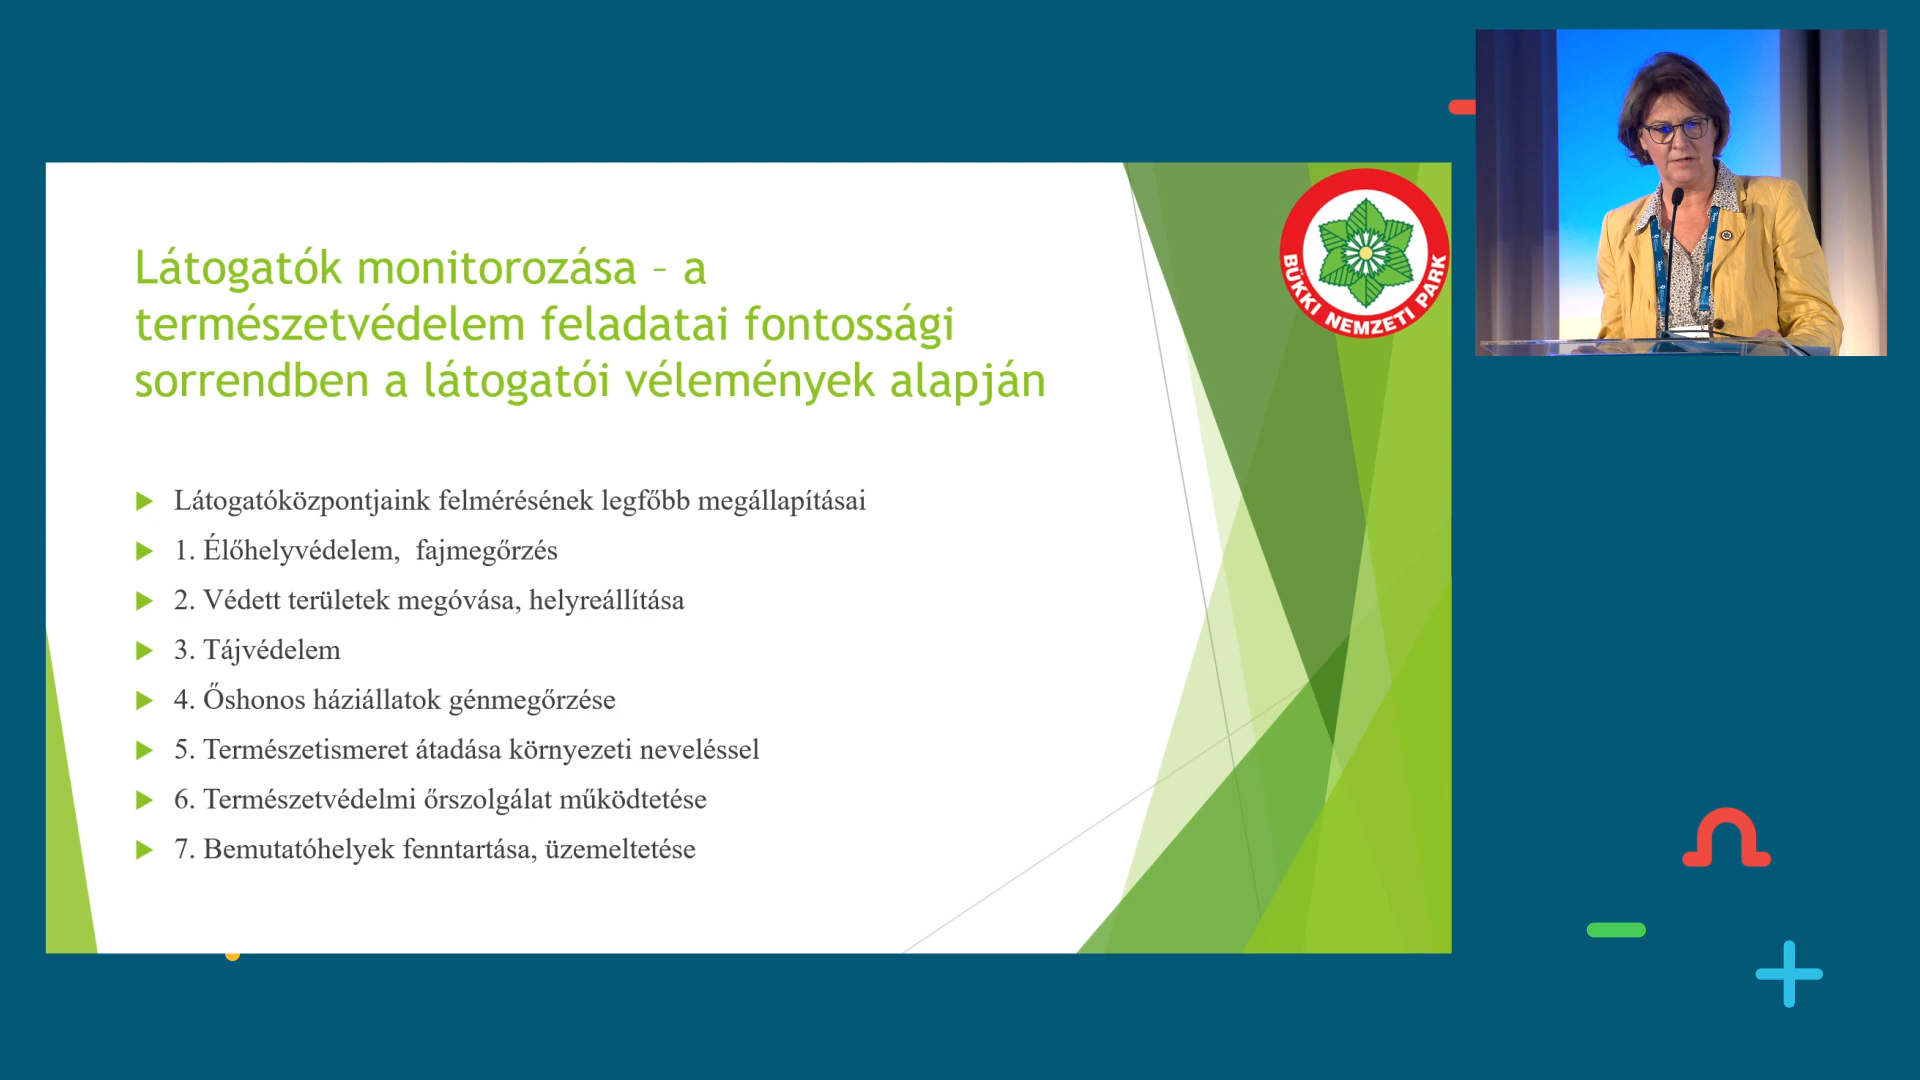 Látogatók monitorozása – a
természetvédelem feladatai fontossági
sorrendben a látogatói vélemények alapján
BÜKKI NEMZETI PARK
Látogatóközpontjaink felmérésének legfőbb megállapításai
1. Élőhelyvédelem, fajmegőrzés
2. Védett területek megóvása, helyreállítása
3. Tájvédelem
4. Őshonos háziállatok génmegőrzése
5. Természetismeret átadása környezeti neveléssel
6. Természetvédelmi őrszolgálat működtetése
7. Bemutatóhelyek fenntartása, üzemeltetése